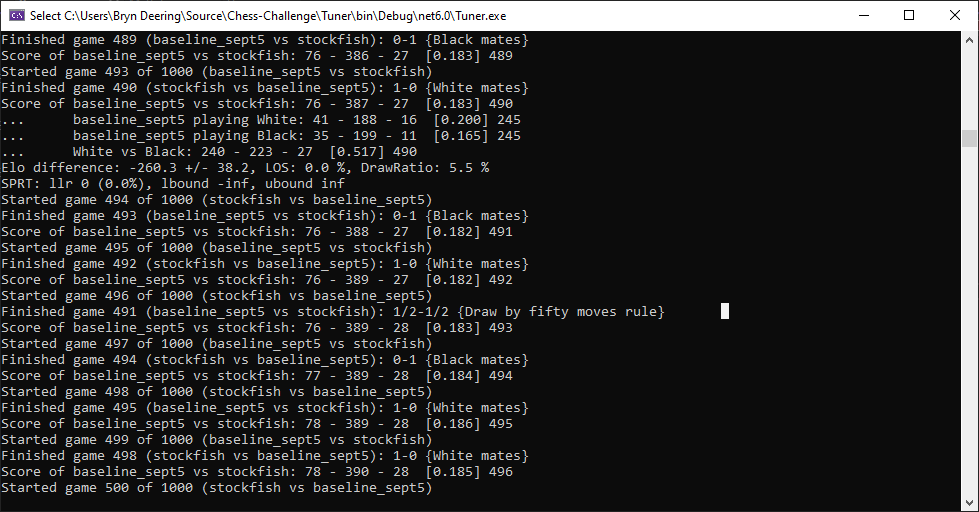 Select C:\Users\Bryn Deering\Source\Chess-Challenge\Tuner\bin\Debug\net6.0\Tuner.exe
Finished game 489 (baseline_sept5 vs stockfish): 0-1 {Black mates}
Score of baseline_sept5 vs stockfish: 76 - 386 - 27  [0.183] 489
Started game 493 of 1000 (baseline_sept5 vs stockfish)
Finished game 490 (stockfish vs baseline_sept5): 1-0 {White mates}
Score of baseline_sept5 vs stockfish: 76 - 387 - 27  [0.183] 490
...      baseline_sept5 playing White: 41 - 188 - 16  [0.200] 245
...      baseline_sept5 playing Black: 35 - 199 - 11  [0.165] 245
...      White vs Black: 240 - 223 - 27  [0.517] 490
Elo difference: -260.3 +/- 38.2, LOS: 0.0 %, DrawRatio: 5.5 %
SPRT: llr 0 (0.0%), lbound -inf, ubound inf
Started game 494 of 1000 (stockfish vs baseline_sept5)
Finished game 493 (baseline_sept5 vs stockfish): 0-1 {Black mates}
Score of baseline_sept5 vs stockfish: 76 - 388 - 27  [0.182] 491
Started game 495 of 1000 (baseline_sept5 vs stockfish)
Finished game 492 (stockfish vs baseline_sept5): 1-0 {White mates}
Score of baseline_sept5 vs stockfish: 76 - 389 - 27  [0.182] 492
Started game 496 of 1000 (stockfish vs baseline_sept5)
Finished game 491 (baseline_sept5 vs stockfish): 1/2-1/2 {Draw by fifty moves rule}
Score of baseline_sept5 vs stockfish: 76 - 389 - 28  [0.183] 493
Started game 497 of 1000 (baseline_sept5 vs stockfish)
Finished game 494 (stockfish vs baseline_sept5): 0-1 {Black mates}
Score of baseline_sept5 vs stockfish: 77 - 389 - 28  [0.184] 494
Started game 498 of 1000 (stockfish vs baseline_sept5)
Finished game 495 (baseline_sept5 vs stockfish): 1-0 {White mates}
Score of baseline_sept5 vs stockfish: 78 - 389 - 28  [0.186] 495
Started game 499 of 1000 (baseline_sept5 vs stockfish)
Finished game 498 (stockfish vs baseline_sept5): 1-0 {White mates}
Score of baseline_sept5 vs stockfish: 78 - 390 - 28  [0.185] 496
Started game 500 of 1000 (stockfish vs baseline_sept5)